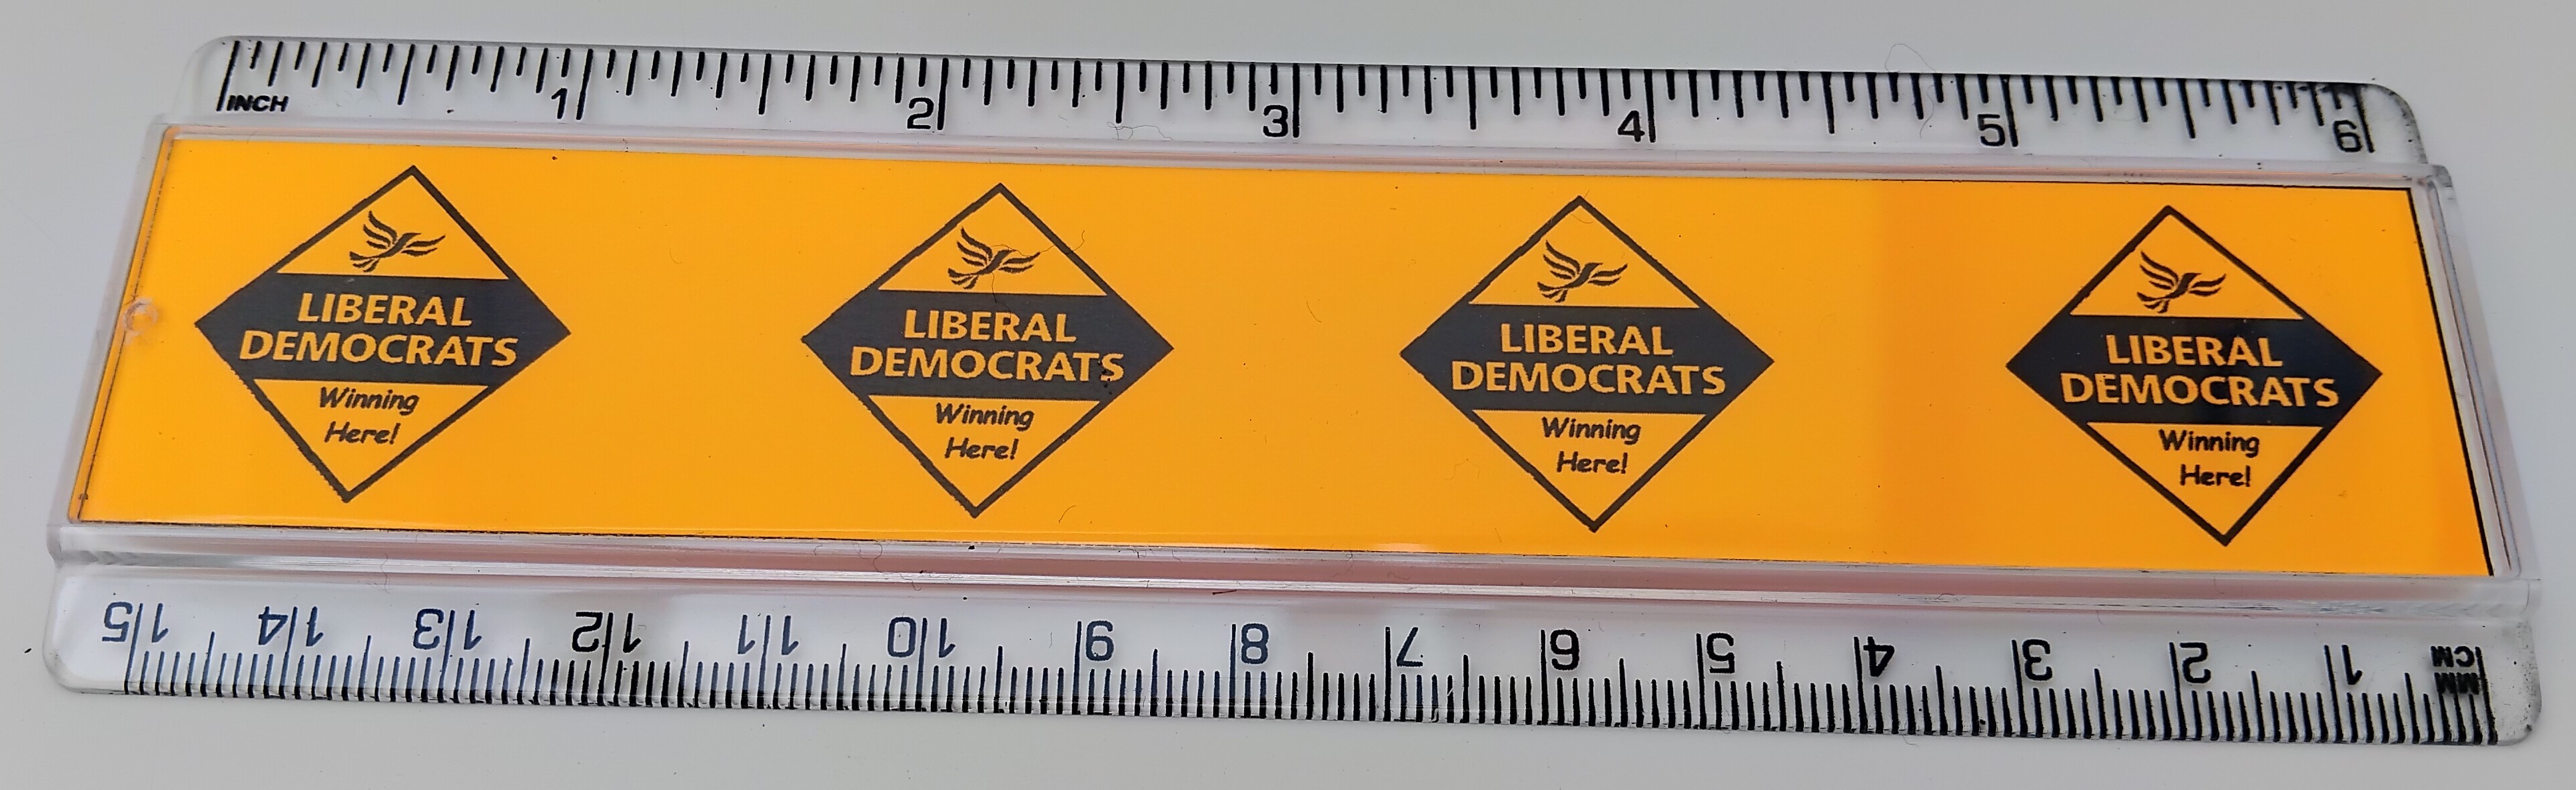 INCH 1 2 3 4 5 6
LIBERAL
DEMOCRATS
Winning
Here!
LIBERAL
DEMOCRATS
Winning
Here!
LIBERAL
DEMOCRATS
Winning
Here!
LIBERAL
DEMOCRATS
Winning
Here!
MM
CM 1 2 3 4 5 6 7 8 9 10 11 12 13 14 15